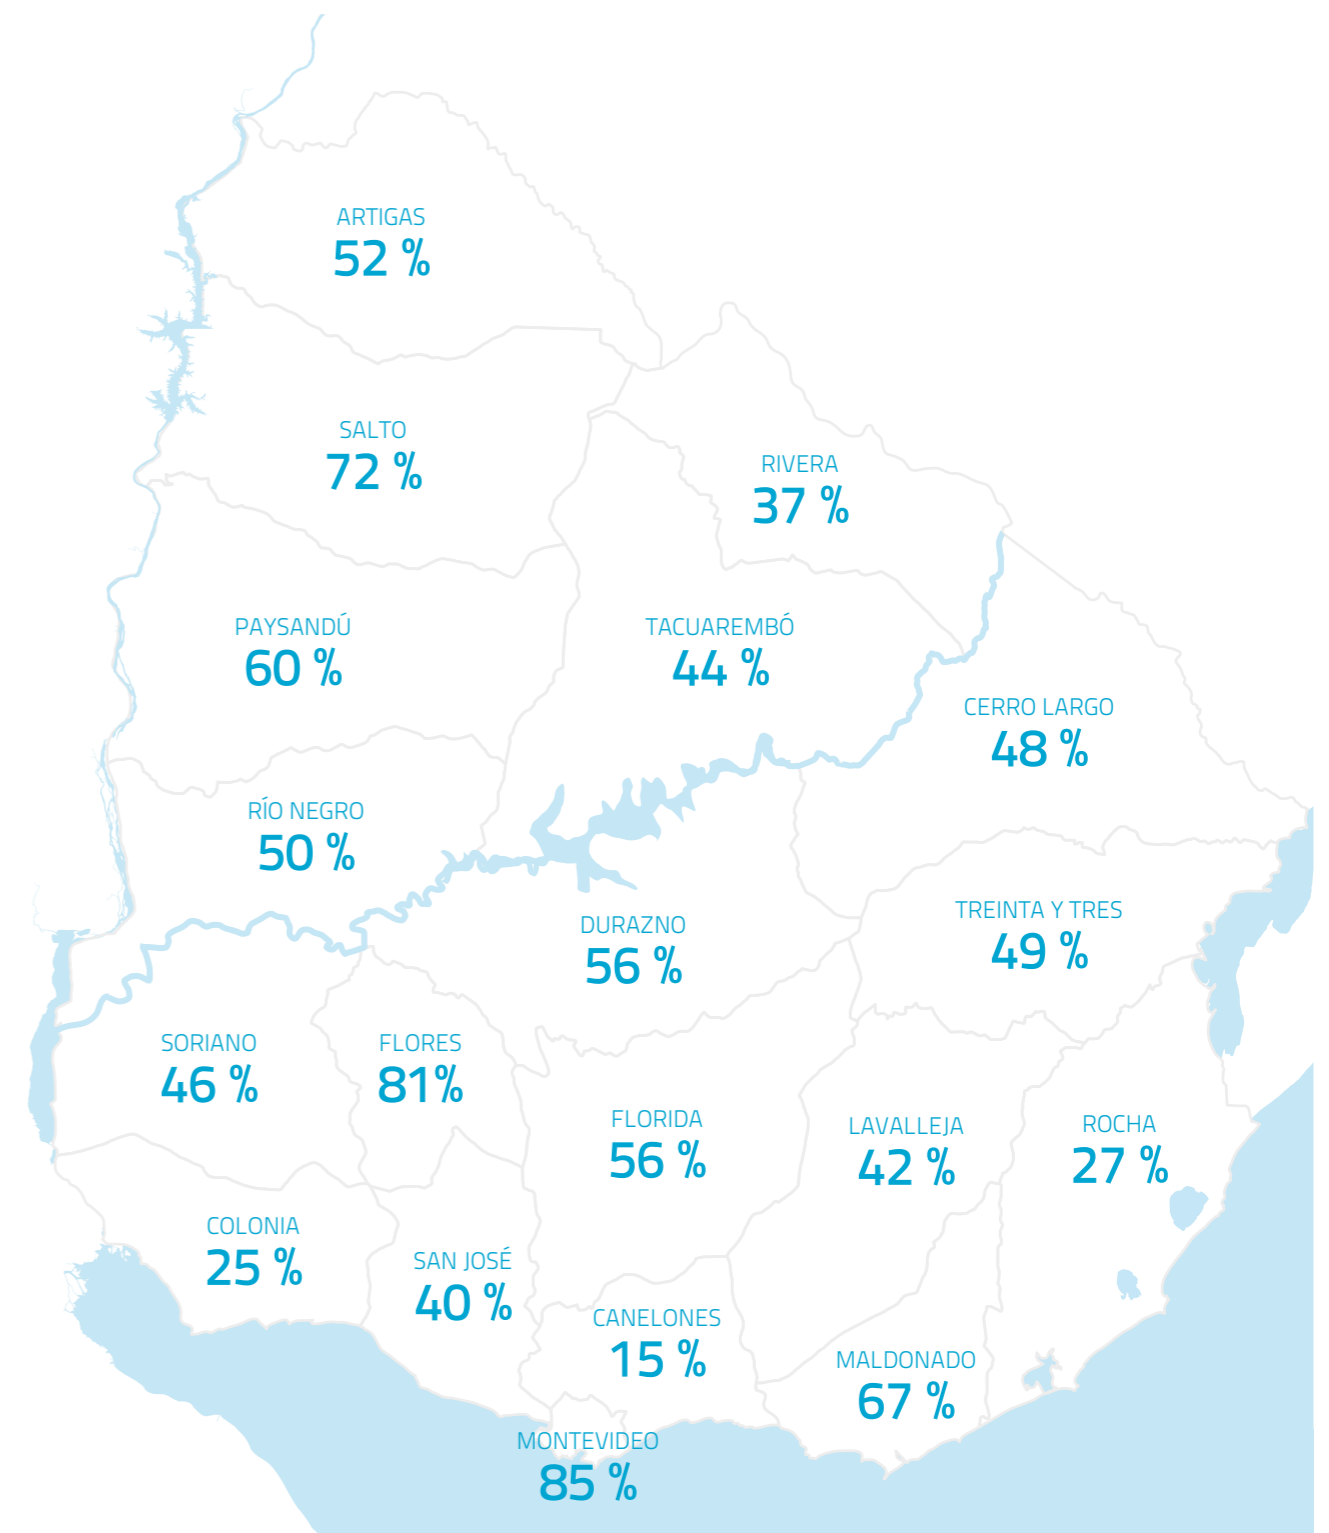 ARTIGAS
52 %
SALTO
72 %
RIVERA
37 %
PAYSANDÚ
60 %
TACUAREMBÓ
44 %
CERRO LARGO
48 %
RÍO NEGRO
50 %
TREINTA Y TRES
49 %
DURAZNO
56 %
SORIANO
46 %
FLORES
81%
FLORIDA
56 %
LAVALLEJA
42 %
ROCHA
27 %
COLONIA
25 %
SAN JOSÉ
40 %
CANELONES
15 %
MALDONADO
67 %
MONTEVIDEO
85 %